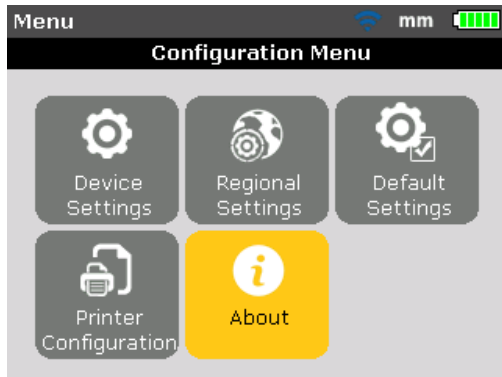 Menu mm
Configuration Menu
Device
Settings
Regional
Settings
Default
Settings
Printer
Configuration
i
About